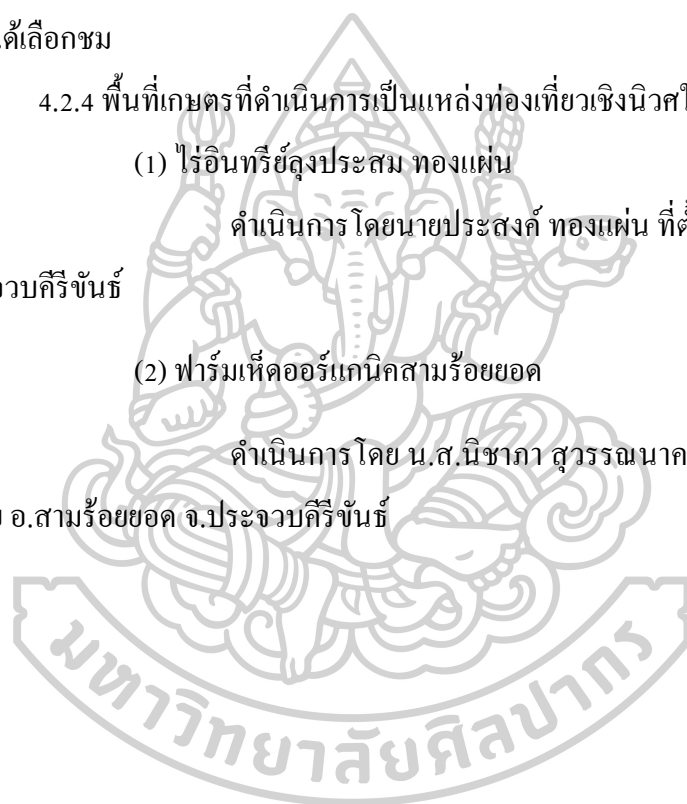 ด้เลือกชม
4.2.4 พื้นที่เกษตรที่ดำเนินการเป็นแหล่งท่องเที่ยวเชิงนิเวศใ
(1) ไร่อินทรีย์ลุงประสม ทองแผ่น
ดำเนินการโดยนายประสงค์ ทองแผ่น ที่ตั้
จวบคีรีขันธ์
(2) ฟาร์มเห็ดออร์แกนิคสามร้อยยอด
ดำเนินการโดย น.ส.นิชาภา สุวรรณนาค
อ.สามร้อยยอด จ.ประจวบคีรีขันธ์
มหาวิทยาลัยศิลปากร